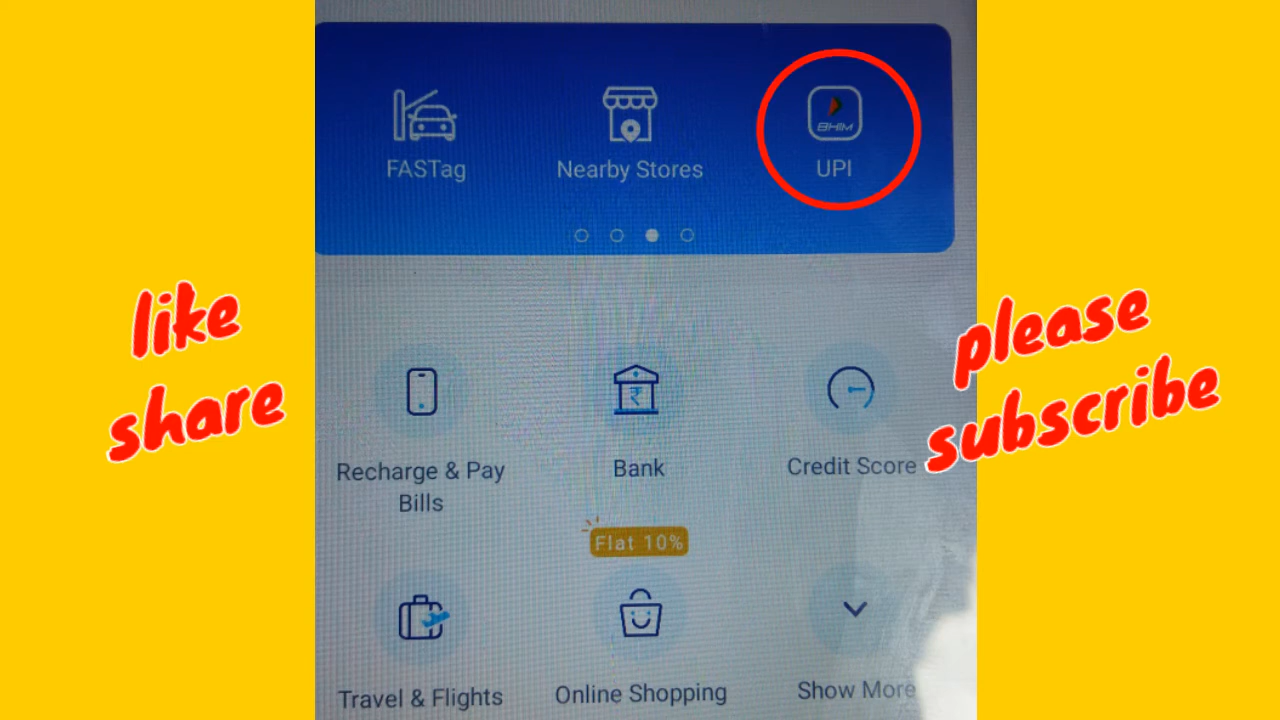 BHIM
FASTag
Nearby Stores
UPI
like
share
please
subscribe
Recharge & Pay
Bills
Bank
Credit Score
Flat 10%
Travel & Flights
Online Shopping
Show More